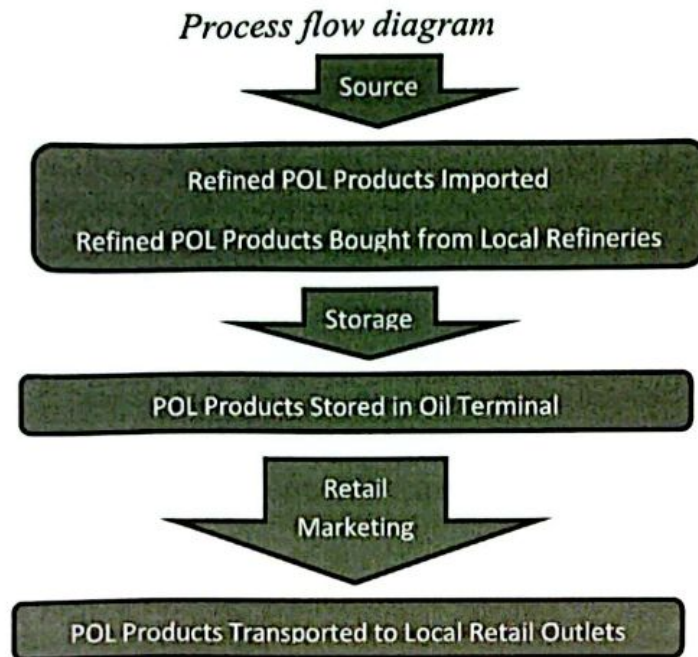 Process flow diagram
Source
Refined POL Products Imported
Refined POL Products Bought from Local Refineries
Storage
POL Products Stored in Oil Terminal
Retail
Marketing
POL Products Transported to Local Retail Outlets